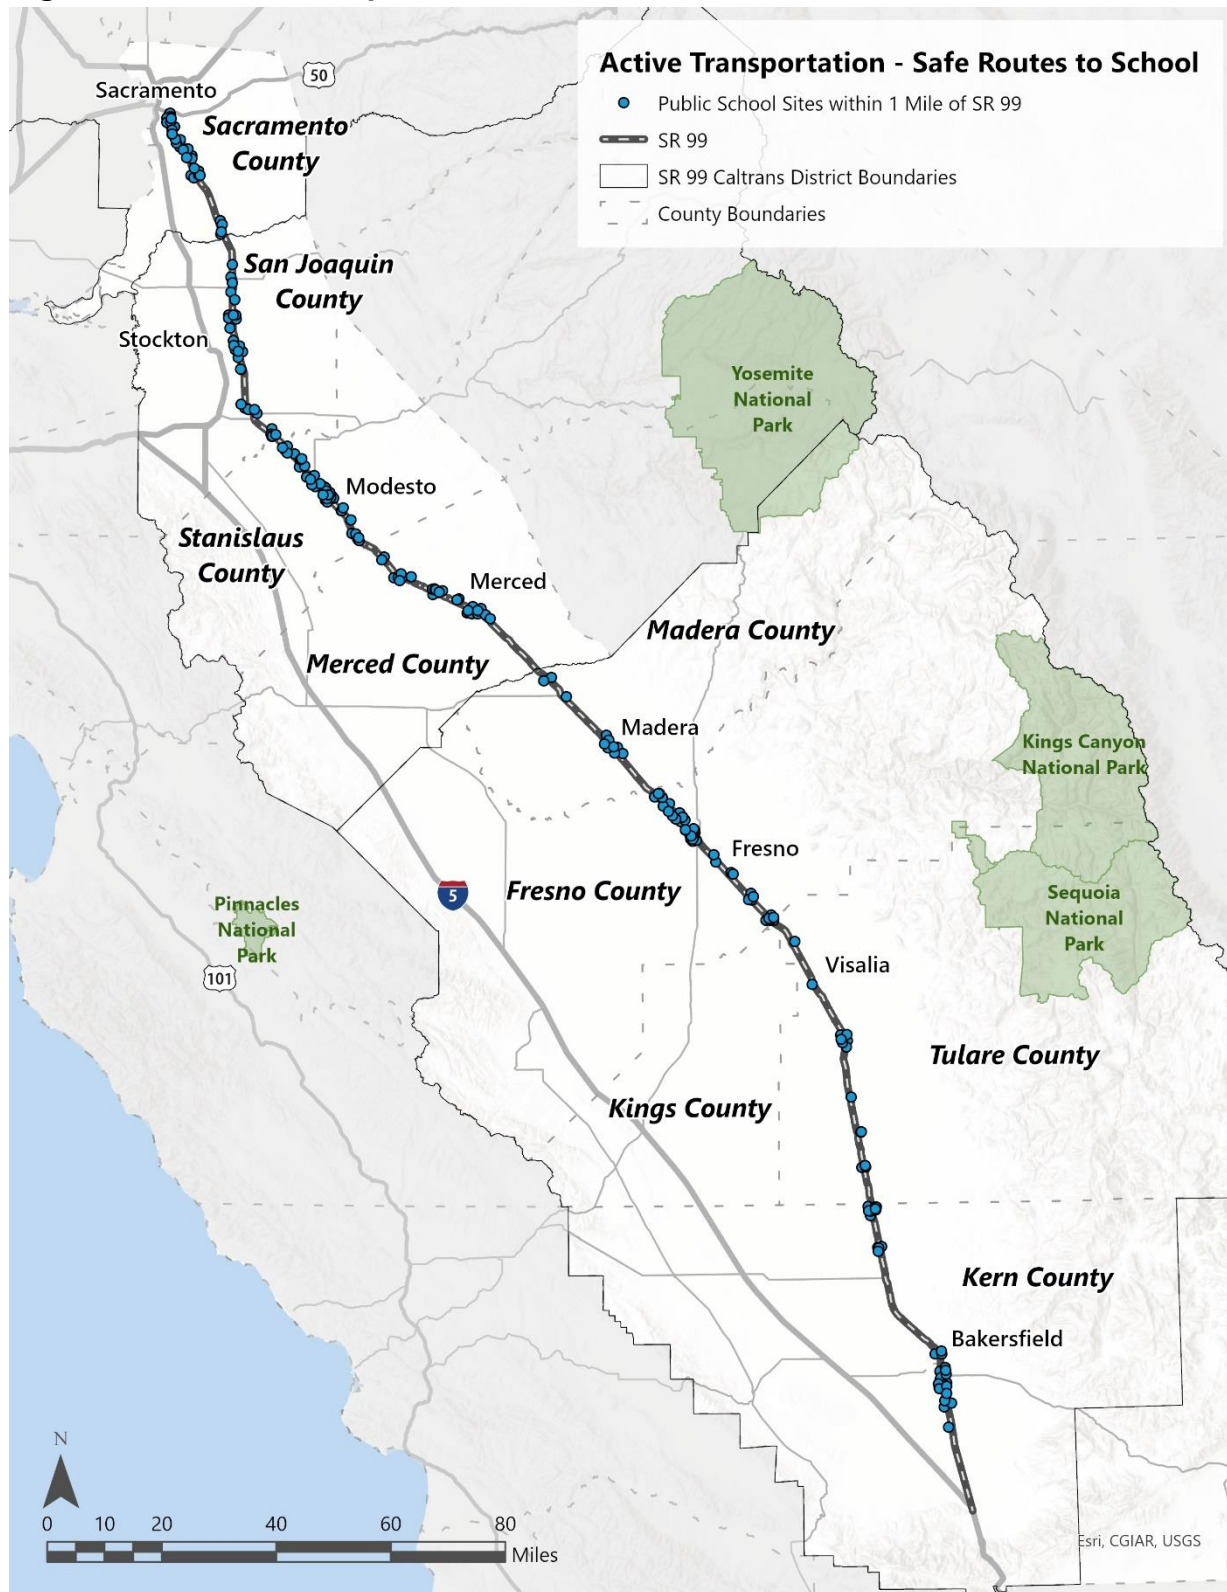 Active Transportation - Safe Routes to School
Public School Sites within 1 Mile of SR 99
SR 99
SR 99 Caltrans District Boundaries
County Boundaries
50
Sacramento
Sacramento
County
San Joaquin
County
Stockton
Yosemite
National
Park
Modesto
Stanislaus
County
Merced
Madera County
Merced County
Madera
Kings Canyon
National Park
Fresno
Fresno County
5
Sequoia
National
Park
Pinnacles
National
Park
101
Visalia
Tulare County
Kings County
Kern County
Bakersfield
N
0 10 20 40 60 80
Miles
Esri, CGIAR, USGS